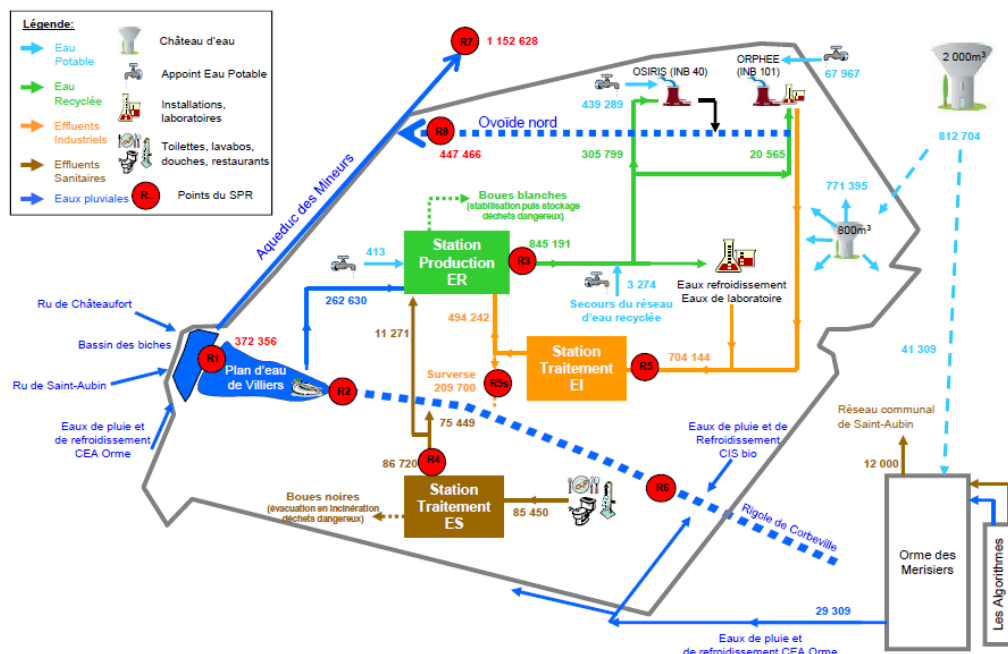 Légende:
Eau
Potable
Château d'eau
Appoint Eau Potable
Eau
Recyclée
Installations,
laboratoires
Effluents
Industriels
Toilettes, lavabos,
douches, restaurants
Effluents
Sanitaires
R..
Points du SPR
Eaux pluviales
R7
1 152 628
Aqueduc des Mineurs
OSIRIS (INB 40)
ORPHEE
(INB 101)
67 967
439 289
2 000m³
812 704
R8
Ovoïde nord
447 466
305 799
20 565
771 395
800m³
Boues blanches
(stabilisation puis stockage
déchets dangereux)
Station
Production
ER
R3
845 191
413
262 630
3 274
Secours du réseau
d'eau recyclée
Eaux refroidissement
Eaux de laboratoire
Ru de Châteaufort
Bassin des biches
R1
372 356
Plan d'eau
de Villiers
R2
Ru de Saint-Aubin
Eaux de pluie et
de refroidissement
CEA Orme
11 271
494 242
Station
Traitement
EI
R5
704 144
Surverse
209 700
R5s
41 309
75 449
R4
86 720
Station
Traitement
ES
Boues noires
(évacuation en incinération
déchets dangereux)
85 450
R6
Eaux de pluie et de
Refroidissement
CIS bio
Rigole de Corbeville
Réseau communal
de Saint-Aubin
12 000
Orme des
Merisiers
Les Algorithmes
29 309
Eaux de pluie et
de refroidissement CEA Orme